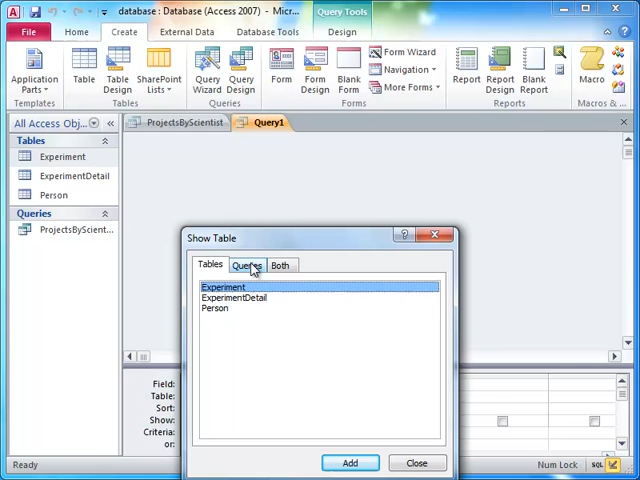 database : Database (Access 2007) - Micr...
Query Tools
File
Home
Create
External Data
Database Tools
Design
Application Parts
Table
Table Design
SharePoint Lists
Query Wizard
Query Design
Form
Form Design
Blank Form
Form Wizard
Navigation
More Forms
Report
Report Design
Blank Report
Macro
Templates
Tables
Queries
Forms
Reports
Macros &...
All Access Obj...
ProjectsByScientist
Query1
Tables
Experiment
ExperimentDetail
Person
Queries
ProjectsByScient...
Show Table
Tables
Queries
Both
Experiment
ExperimentDetail
Person
Add
Close
Field:
Table:
Sort:
Show:
Criteria:
or:
Ready
Num Lock
SQL